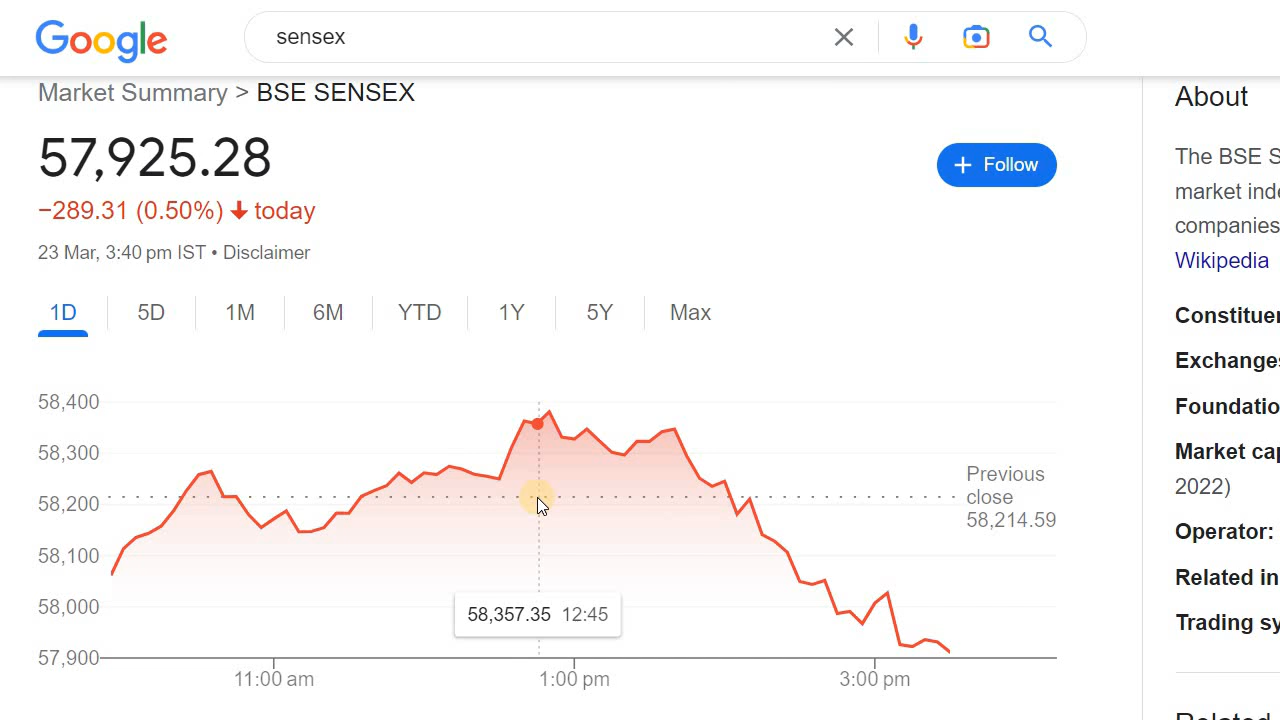 Google
sensex
Market Summary > BSE SENSEX
57,925.28
−289.31 (0.50%) today
23 Mar, 3:40 pm IST • Disclaimer
+ Follow
1D 5D 1M 6M YTD 1Y 5Y Max
58,400
58,300
58,200
58,100
58,000
57,900
Previous
close
58,214.59
58,357.35 12:45
11:00 am 1:00 pm 3:00 pm
About
The BSE S
market inde
companies
Wikipedia
Constituen
Exchanges
Foundatio
Market cap
2022)
Operator:
Related in
Trading sy
Related